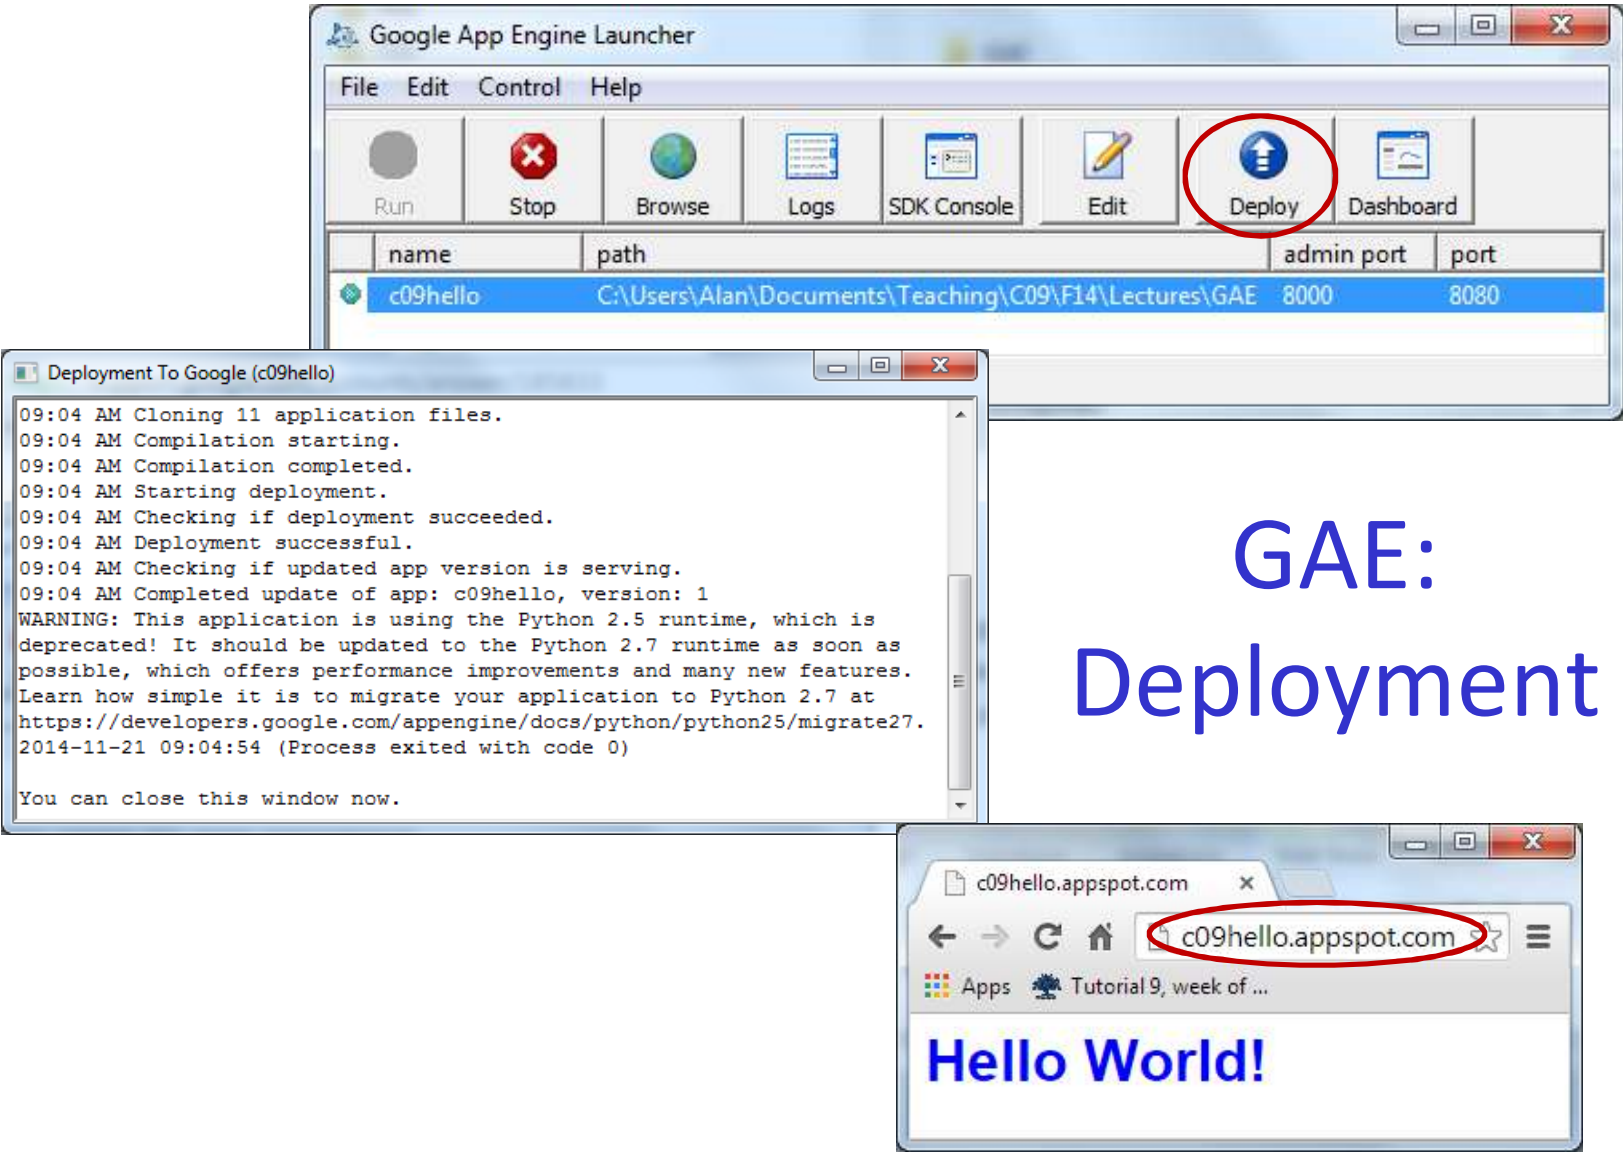 Google App Engine Launcher
File Edit Control Help
Run Stop Browse Logs SDK Console Edit Deploy Dashboard
name path admin port port
c09hello C:\Users\Alan\Documents\Teaching\C09\F14\Lectures\GAE 8000 8080
Deployment To Google (c09hello)
09:04 AM Cloning 11 application files.
09:04 AM Compilation starting.
09:04 AM Compilation completed.
09:04 AM Starting deployment.
09:04 AM Checking if deployment succeeded.
09:04 AM Deployment successful.
09:04 AM Checking if updated app version is serving.
09:04 AM Completed update of app: c09hello, version: 1
WARNING: This application is using the Python 2.5 runtime, which is
deprecated! It should be updated to the Python 2.7 runtime as soon as
possible, which offers performance improvements and many new features.
Learn how simple it is to migrate your application to Python 2.7 at
https://developers.google.com/appengine/docs/python/python25/migrate27.
2014-11-21 09:04:54 (Process exited with code 0)
You can close this window now.
GAE:
Deployment
c09hello.appspot.com
c09hello.appspot.com
Apps Tutorial 9, week of ...
Hello World!